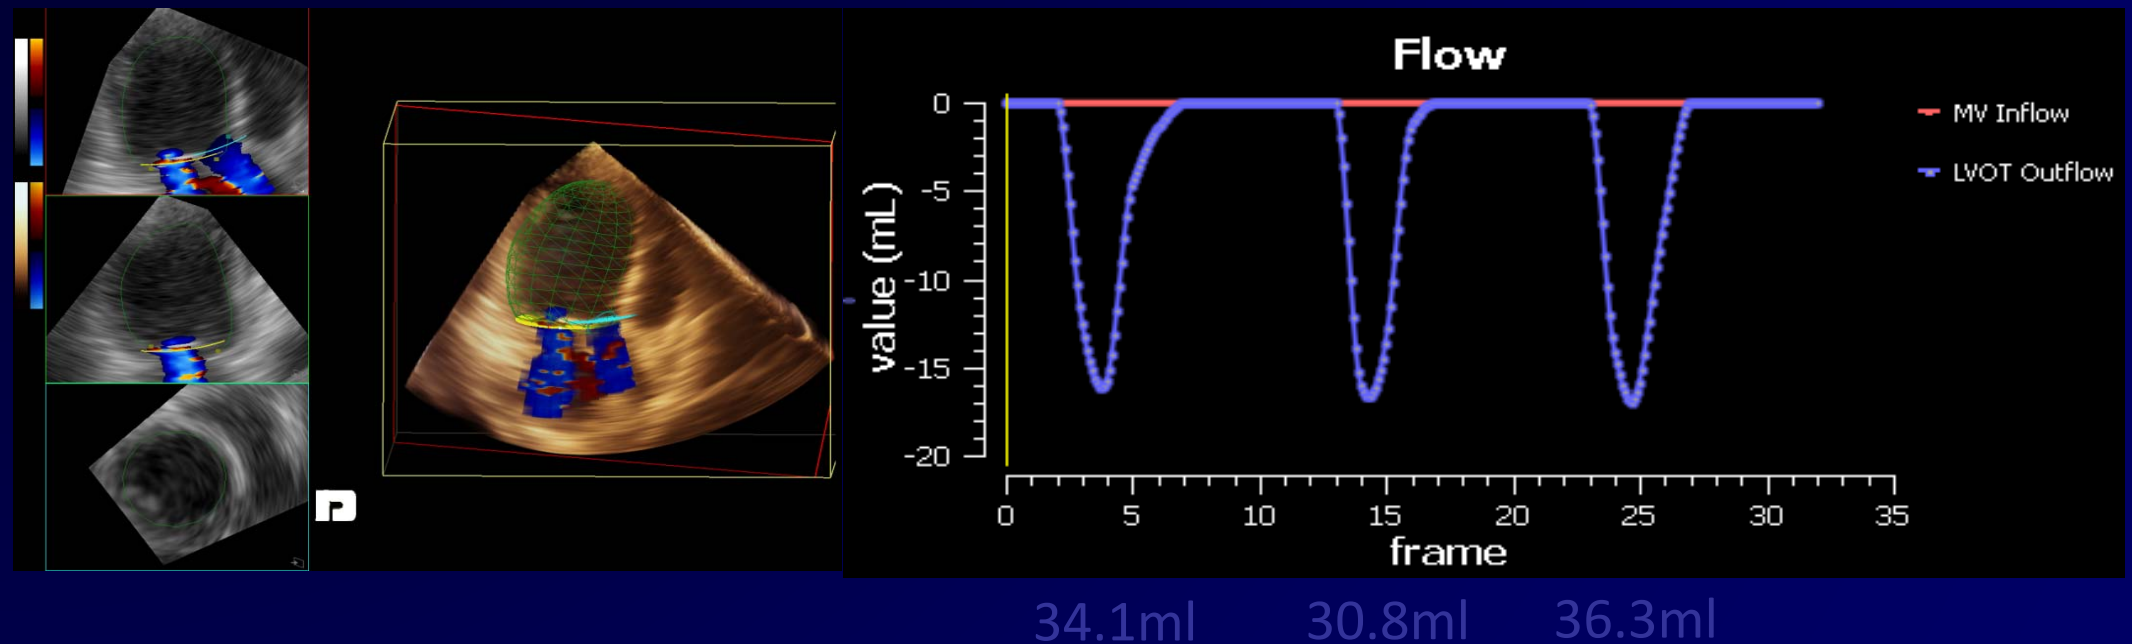 Flow
0
-5
-10
-15
-20
value (mL)
MV Inflow
LVOT Outflow
0 5 10 15 20 25 30 35
frame
P
34.1ml 30.8ml 36.3ml